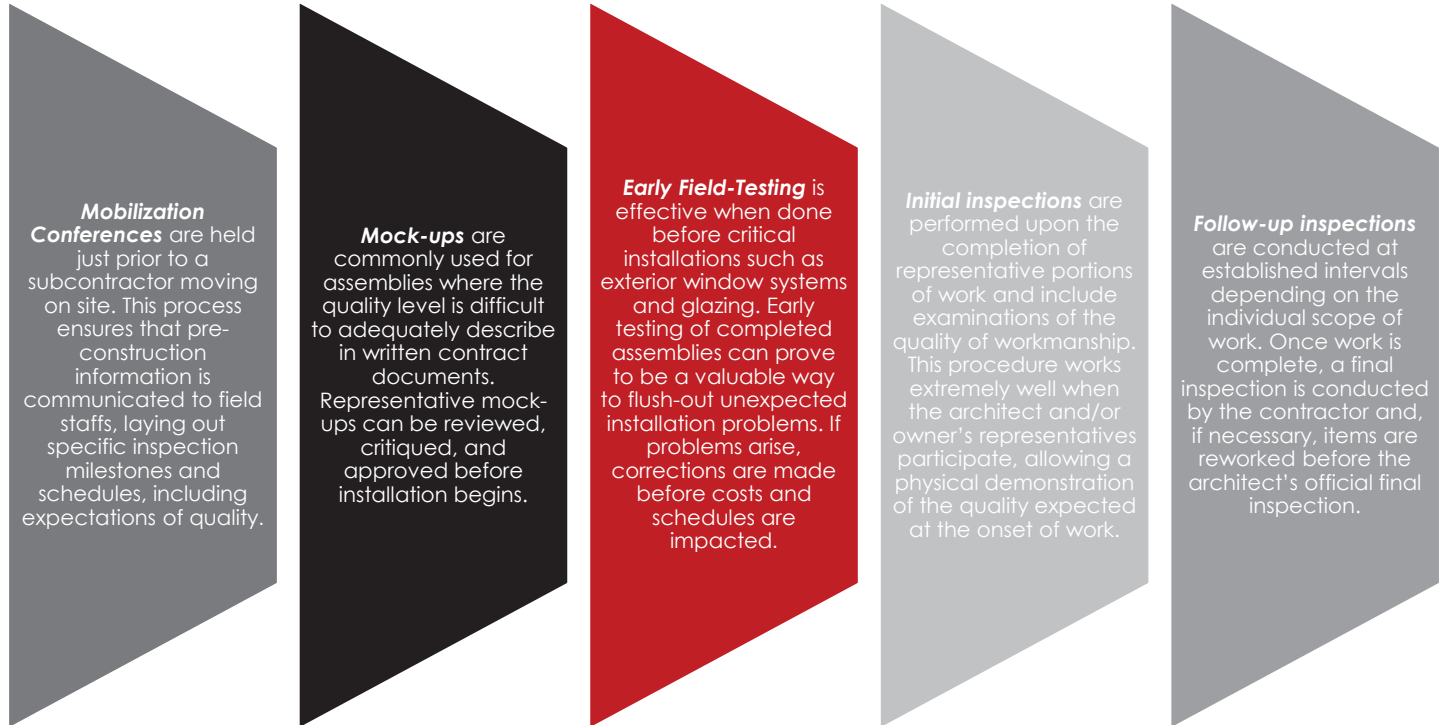 Mobilization
Conferences are held
just prior to a
subcontractor moving
on site. This process
ensures that pre-
construction
information is
communicated to field
staffs, laying out
specific inspection
milestones and
schedules, including
expectations of quality.
Mock-ups are
commonly used for
assemblies where the
quality level is difficult
to adequately describe
in written contract
documents.
Representative mock-
ups can be reviewed,
critiqued, and
approved before
installation begins.
Early Field-Testing is
effective when done
before critical
installations such as
exterior window systems
and glazing. Early
testing of completed
assemblies can prove
to be a valuable way
to flush-out unexpected
installation problems. If
problems arise,
corrections are made
before costs and
schedules are
impacted.
Initial inspections are
performed upon the
completion of
representative portions
of work and include
examinations of the
quality of workmanship.
This procedure works
extremely well when
the architect and/or
owner's representatives
participate, allowing a
physical demonstration
of the quality expected
at the onset of work.
Follow-up inspections
are conducted at
established intervals
depending on the
individual scope of
work. Once work is
complete, a final
inspection is conducted
by the contractor and,
if necessary, items are
reworked before the
architect's official final
inspection.